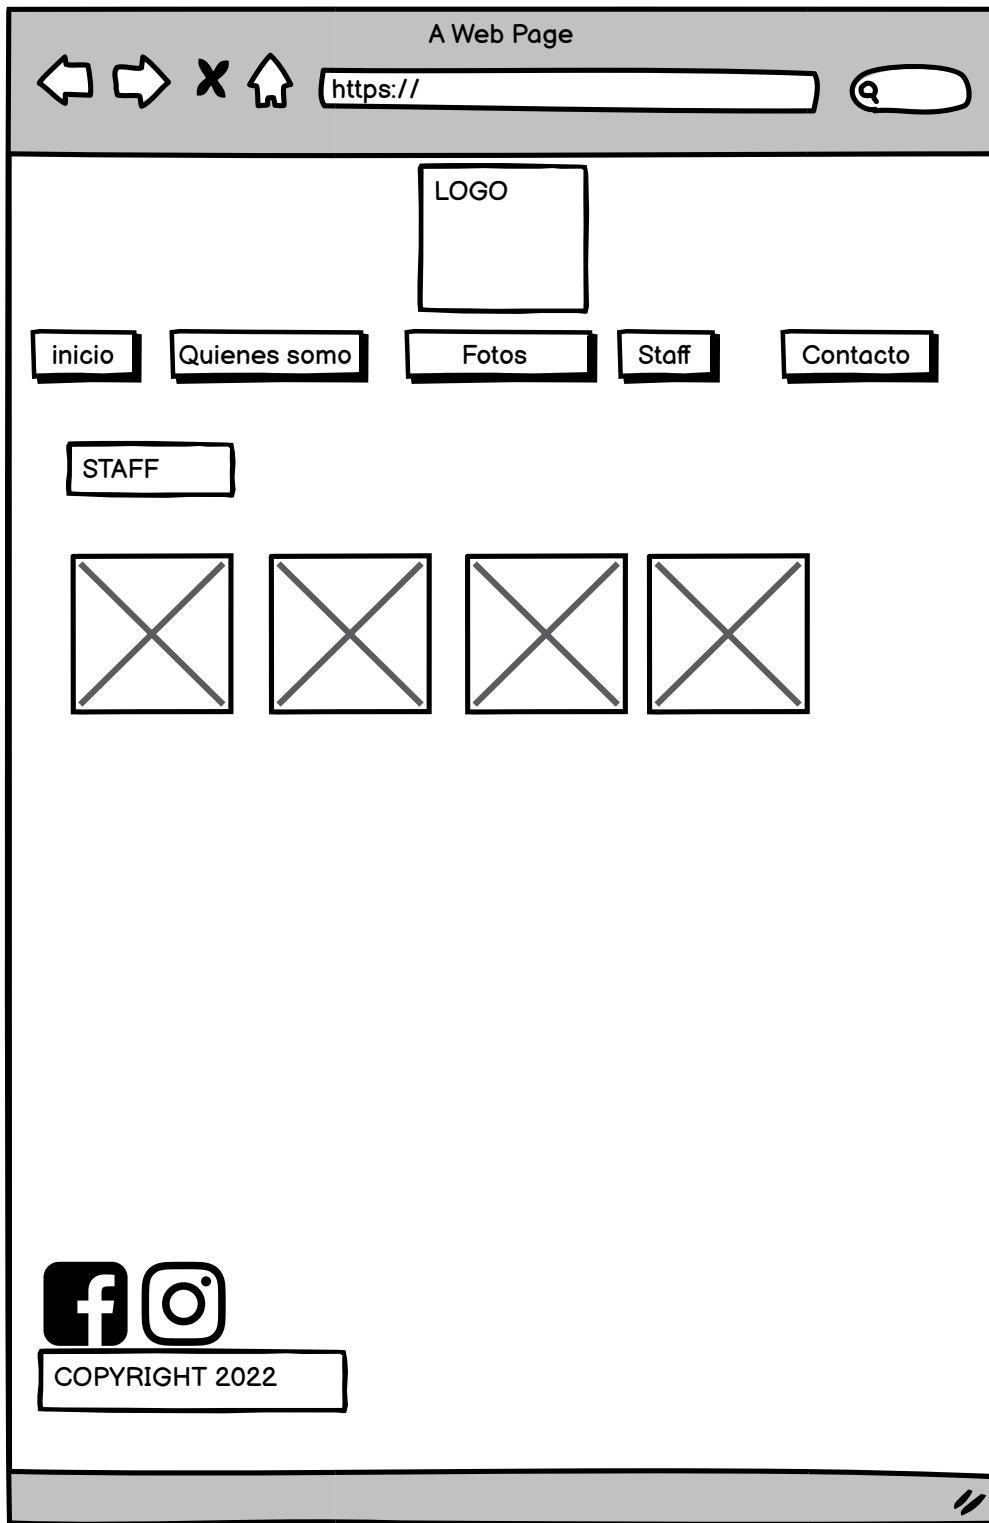 A Web Page
https://
LOGO
inicio
Quienes somo
Fotos
Staff
Contacto
STAFF
COPYRIGHT 2022